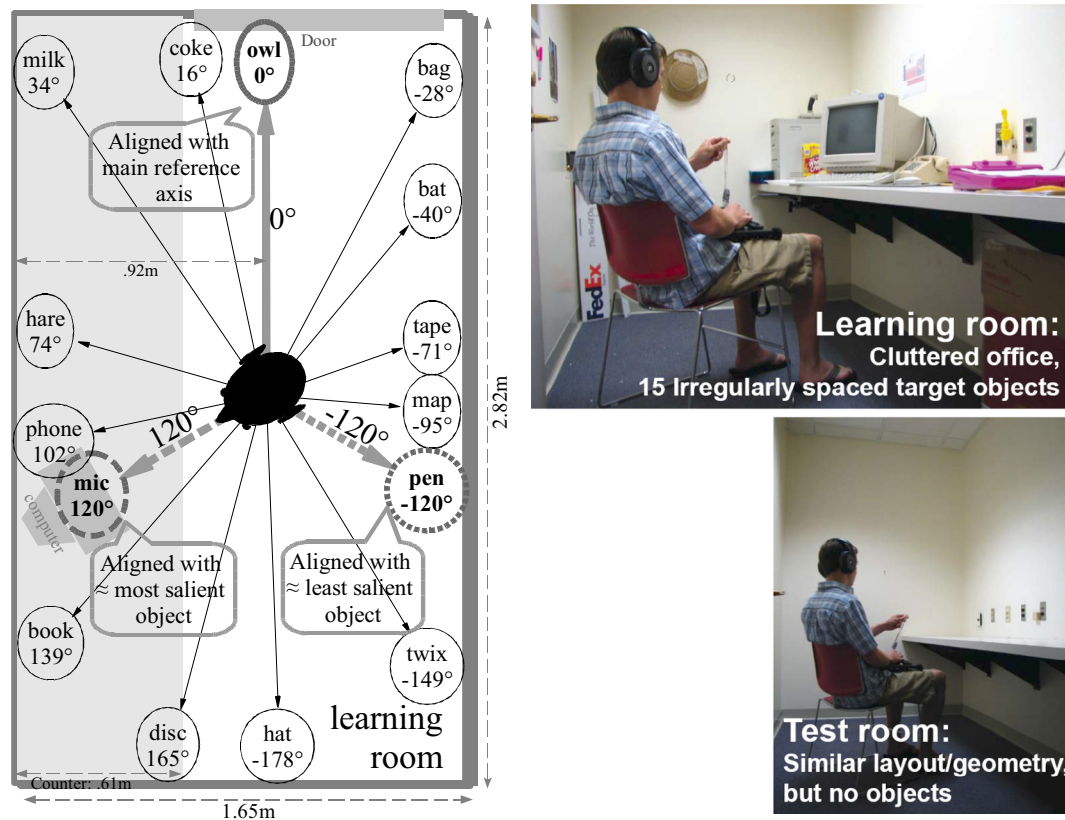 milk
34°
coke
16°
owl
0°
Door
bag
-28°
Aligned with
main reference
axis
bat
-40°
0°
.92m
hare
74°
tape
-71°
map
-95°
2.82m
phone
102°
120°
-120°
mic
120°
pen
-120°
computer
Aligned with
≈ most salient
object
Aligned with
≈ least salient
object
book
139°
twix
-149°
disc
165°
hat
-178°
learning
room
Counter: .61m
1.65m
FedEx
The World On Time
Learning room:
Cluttered office,
15 Irregularly spaced target objects
Test room:
Similar layout/geometry,
but no objects